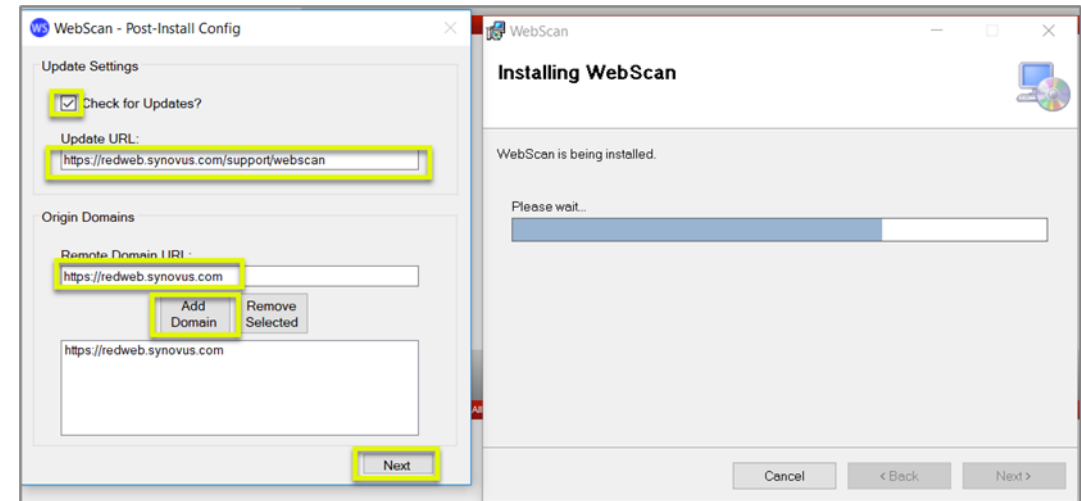 WS WebScan - Post-Install Config
Update Settings
Check for Updates?
Update URL:
https://redweb.synovus.com/support/webscan
Origin Domains
Remote Domain URL:
https://redweb.synovus.com
Add
Domain
Remove
Selected
https://redweb.synovus.com
Next
All
WebScan
Installing WebScan
WebScan is being installed.
Please wait...
Cancel
< Back
Next >